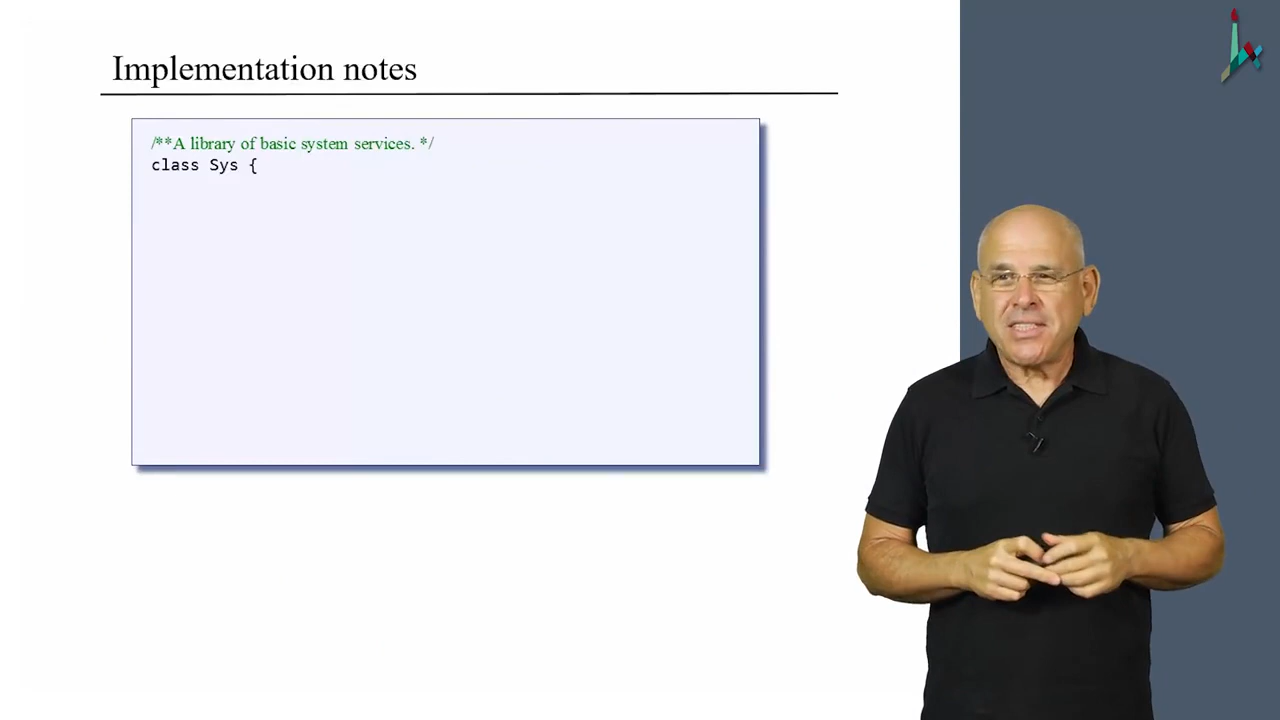 Implementation notes
/**A library of basic system services. */
class Sys {